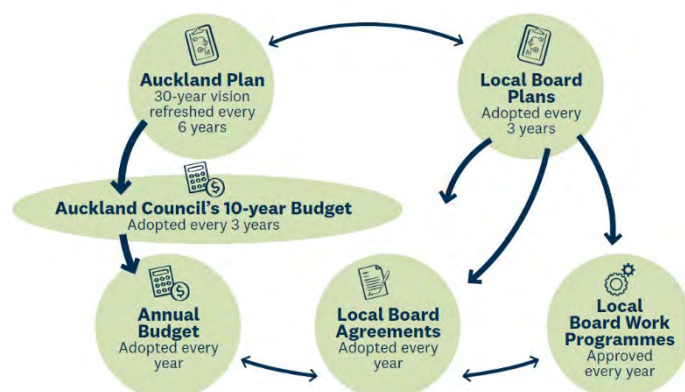 Auckland Plan
30-year vision
refreshed every
6 years
Local Board
Plans
Adopted every
3 years
Auckland Council's 10-year Budget
Adopted every 3 years
Annual
Budget
Adopted every
year
Local Board
Agreements
Adopted every
year
Local
Board Work
Programmes
Approved
every year